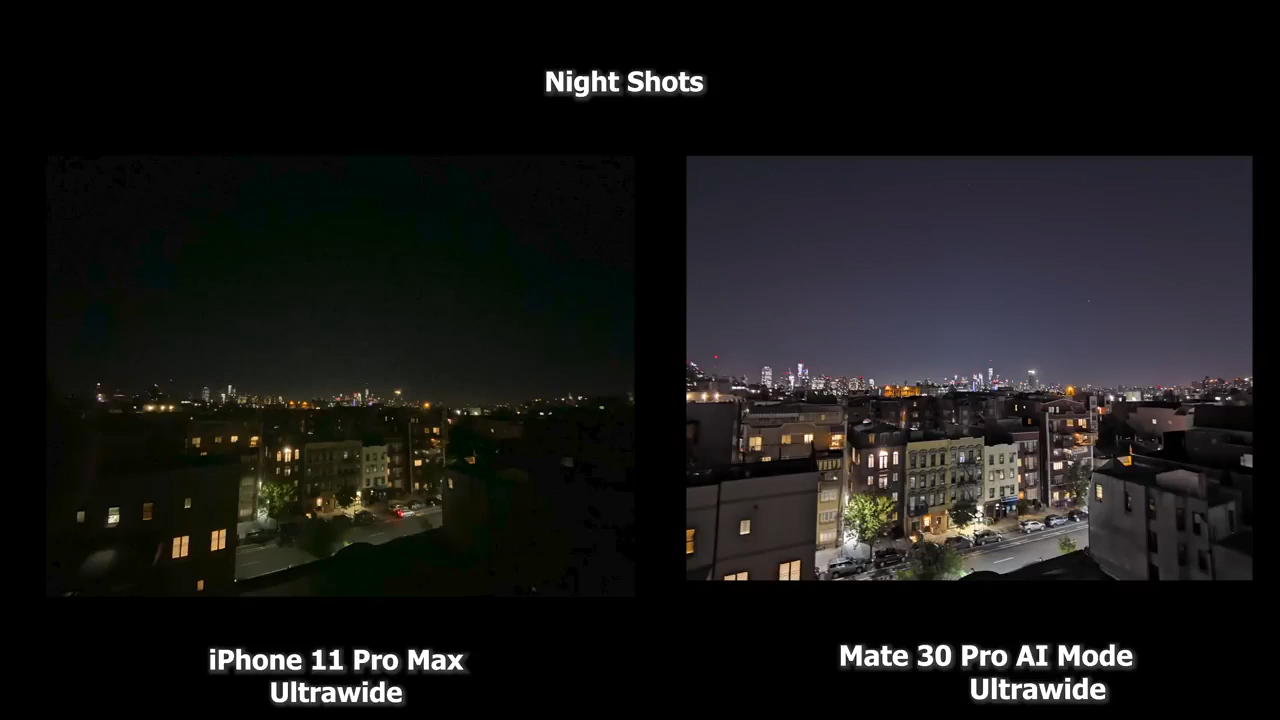 Night Shots
iPhone 11 Pro Max
Ultrawide
Mate 30 Pro AI Mode
Ultrawide